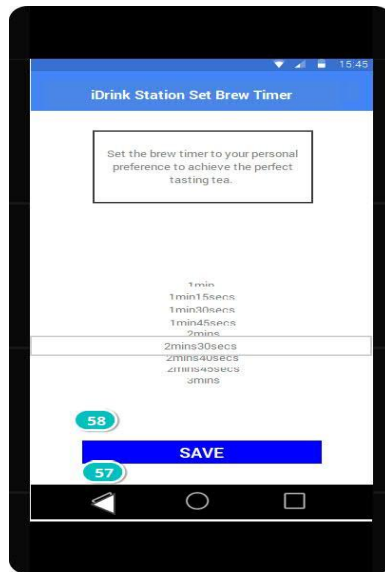 15:45
iDrink Station Set Brew Timer
Set the brew timer to your personal
preference to achieve the perfect
tasting tea.
1min
1min15secs
1min30secs
1min45secs
2mins
2mins30secs
2mins40secs
2mins45secs
3mins
58
SAVE
57